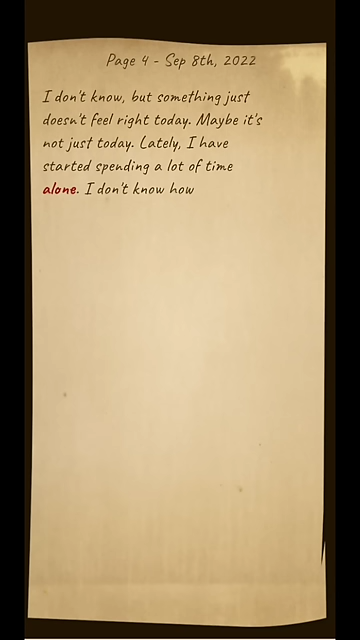 Page 4 - Sep 8th, 2022
I don't know, but something just
doesn't feel right today. Maybe it's
not just today. Lately, I have
started spending a lot of time
alone. I don't know how